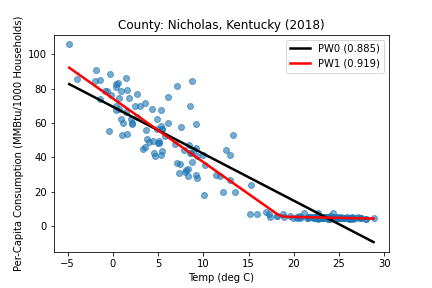 County: Nicholas, Kentucky (2018)
PW0 (0.885)
PW1 (0.919)
Per-Capita Consumption (MMBtu/1000 Households)
100
80
60
40
20
0
−5 0 5 10 15 20 25 30
Temp (deg C)